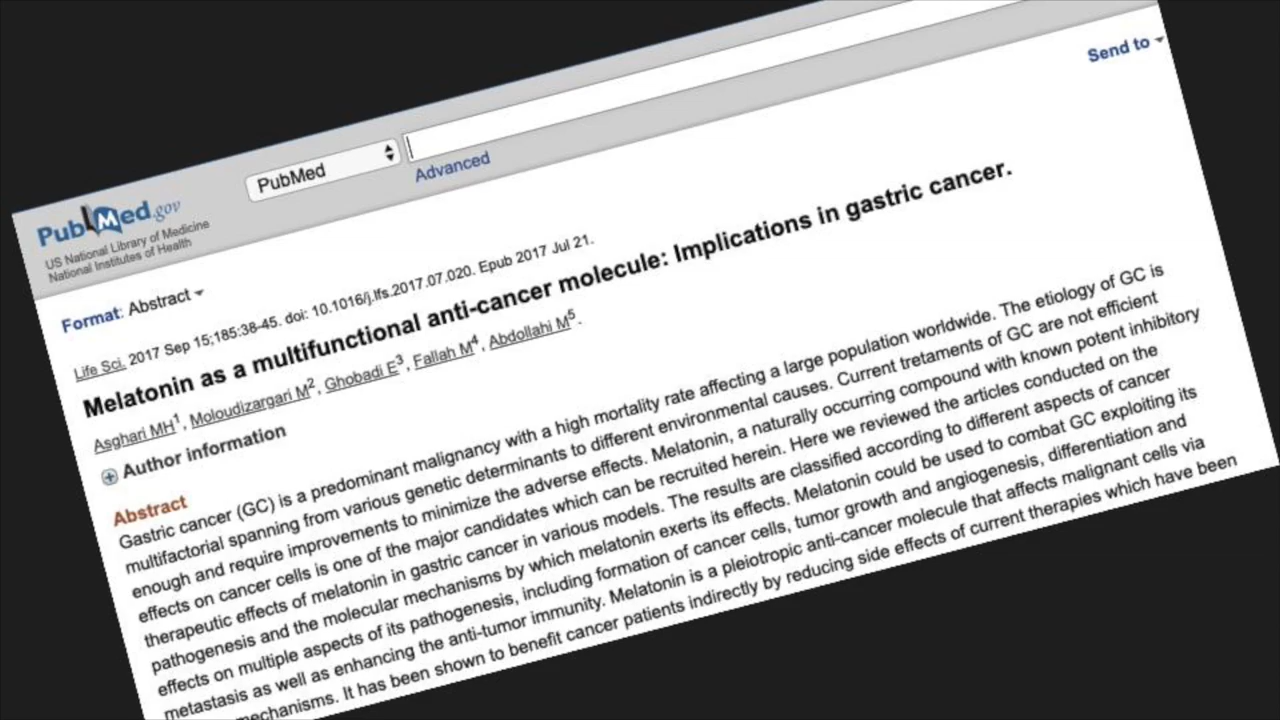 Send to
PubMed
Advanced
PubMed.gov
US National Library of Medicine
National Institutes of Health
Format: Abstract
Life Sci. 2017 Sep 15;185:38-45. doi: 10.1016/j.lfs.2017.07.020. Epub 2017 Jul 21.
Melatonin as a multifunctional anti-cancer molecule: Implications in gastric cancer.
Asghari MH1, Moloudizargari M2, Ghobadi E3, Fallah M4, Abdollahi M5.
Author information
Abstract
Gastric cancer (GC) is a predominant malignancy with a high mortality rate affecting a large population worldwide. The etiology of GC is
multifactorial spanning from various genetic determinants to different environmental causes. Current tretaments of GC are not efficient
enough and require improvements to minimize the adverse effects. Melatonin, a naturally occurring compound with known potent inhibitory
effects on cancer cells is one of the major candidates which can be recruited herein. Here we reviewed the articles conducted on the
therapeutic effects of melatonin in gastric cancer in various models. The results are classified according to different aspects of cancer
pathogenesis and the molecular mechanisms by which melatonin exerts its effects. Melatonin could be used to combat GC exploiting its
effects on multiple aspects of its pathogenesis, including formation of cancer cells, tumor growth and angiogenesis, differentiation and
metastasis as well as enhancing the anti-tumor immunity. Melatonin is a pleiotropic anti-cancer molecule that affects malignant cells via
mechanisms. It has been shown to benefit cancer patients indirectly by reducing side effects of current therapies which have been